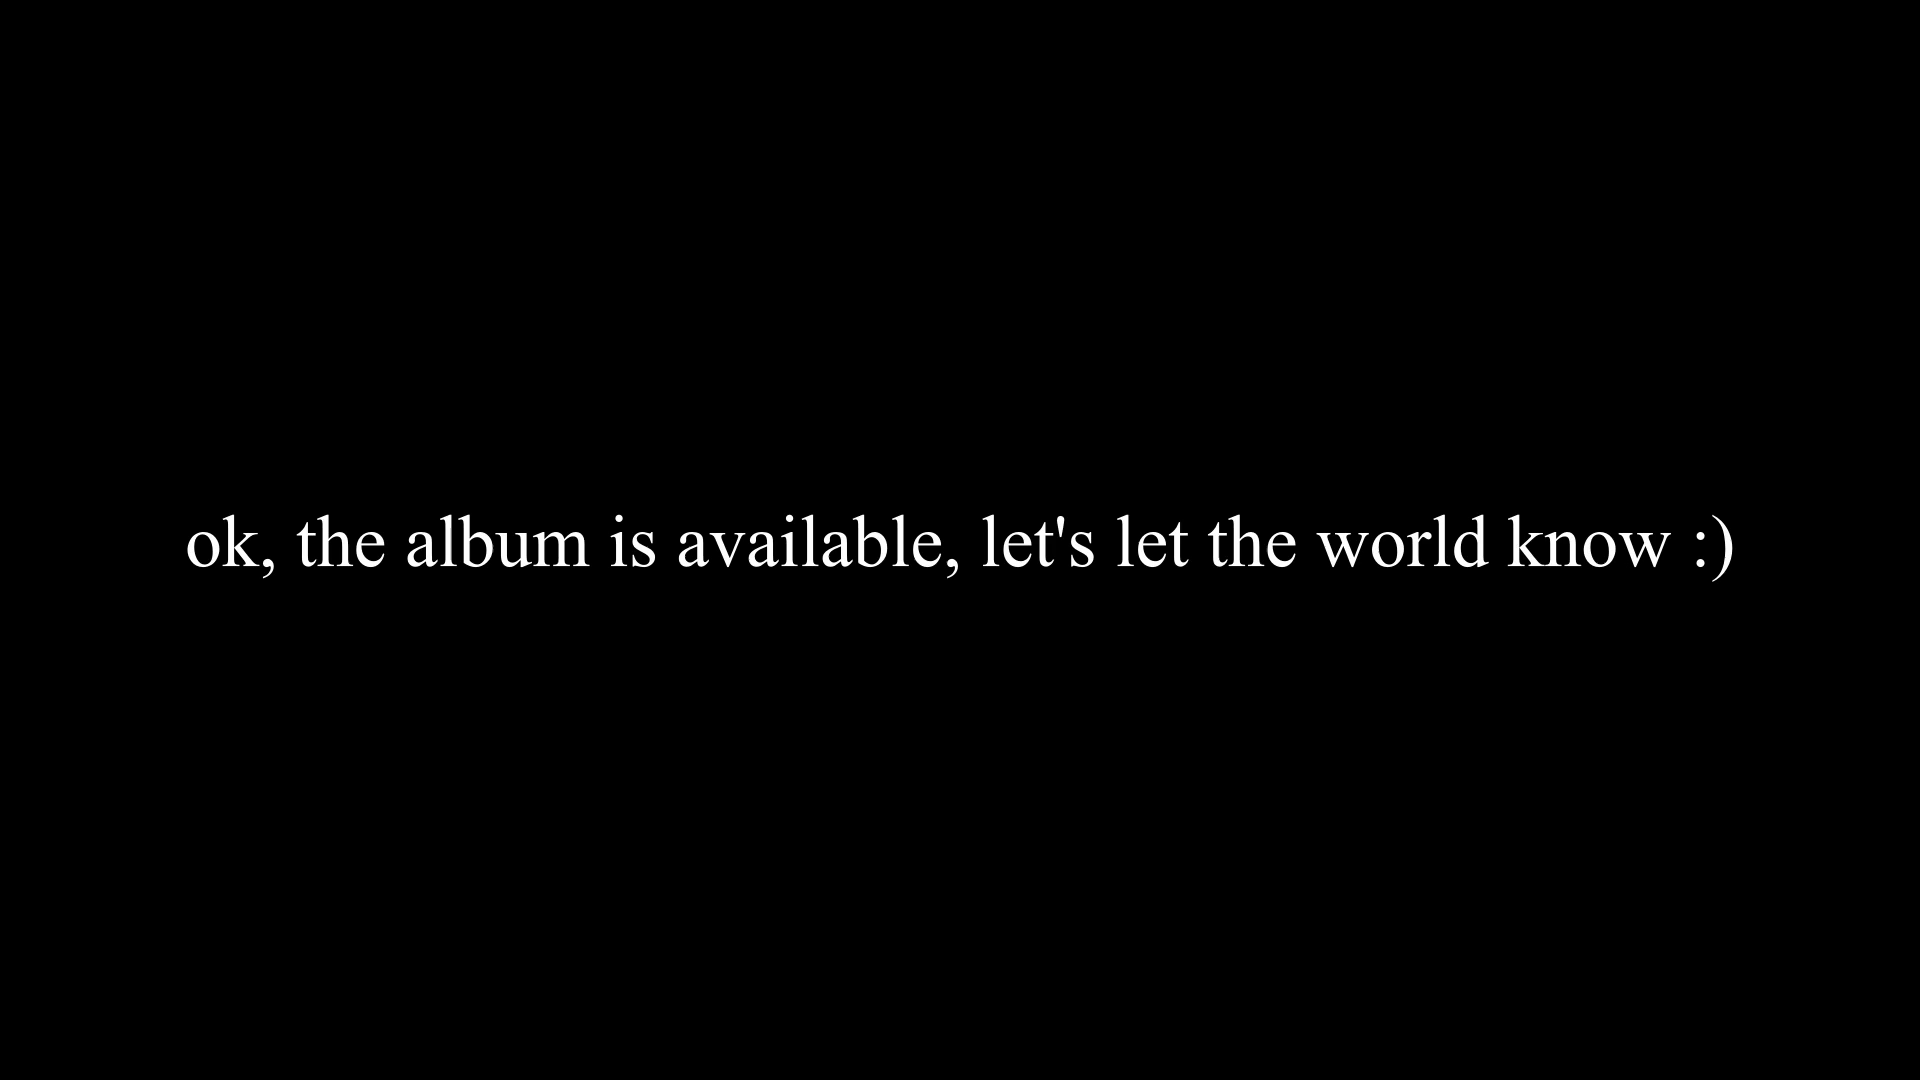 ok, the album is available, let's let the world know :)